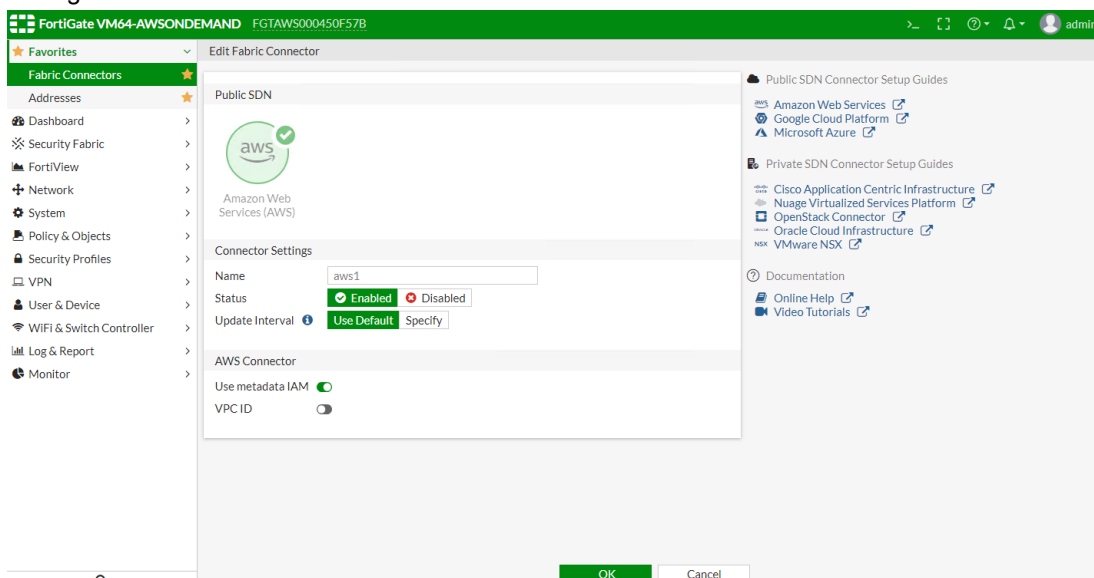 FortiGate VM64-AWSONDEMAND FGTAWS000450F57B
>_ admin
Favorites
Fabric Connectors
Addresses
Dashboard
Security Fabric
FortiView
Network
System
Policy & Objects
Security Profiles
VPN
User & Device
WiFi & Switch Controller
Log & Report
Monitor
Edit Fabric Connector
Public SDN
aws
Amazon Web
Services (AWS)
Connector Settings
Name aws1
Status Enabled Disabled
Update Interval Use Default Specify
AWS Connector
Use metadata IAM
VPC ID
OK Cancel
Public SDN Connector Setup Guides
Amazon Web Services
Google Cloud Platform
Microsoft Azure
Private SDN Connector Setup Guides
Cisco Application Centric Infrastructure
Nuage Virtualized Services Platform
OpenStack Connector
Oracle Cloud Infrastructure
NSX VMware NSX
Documentation
Online Help
Video Tutorials